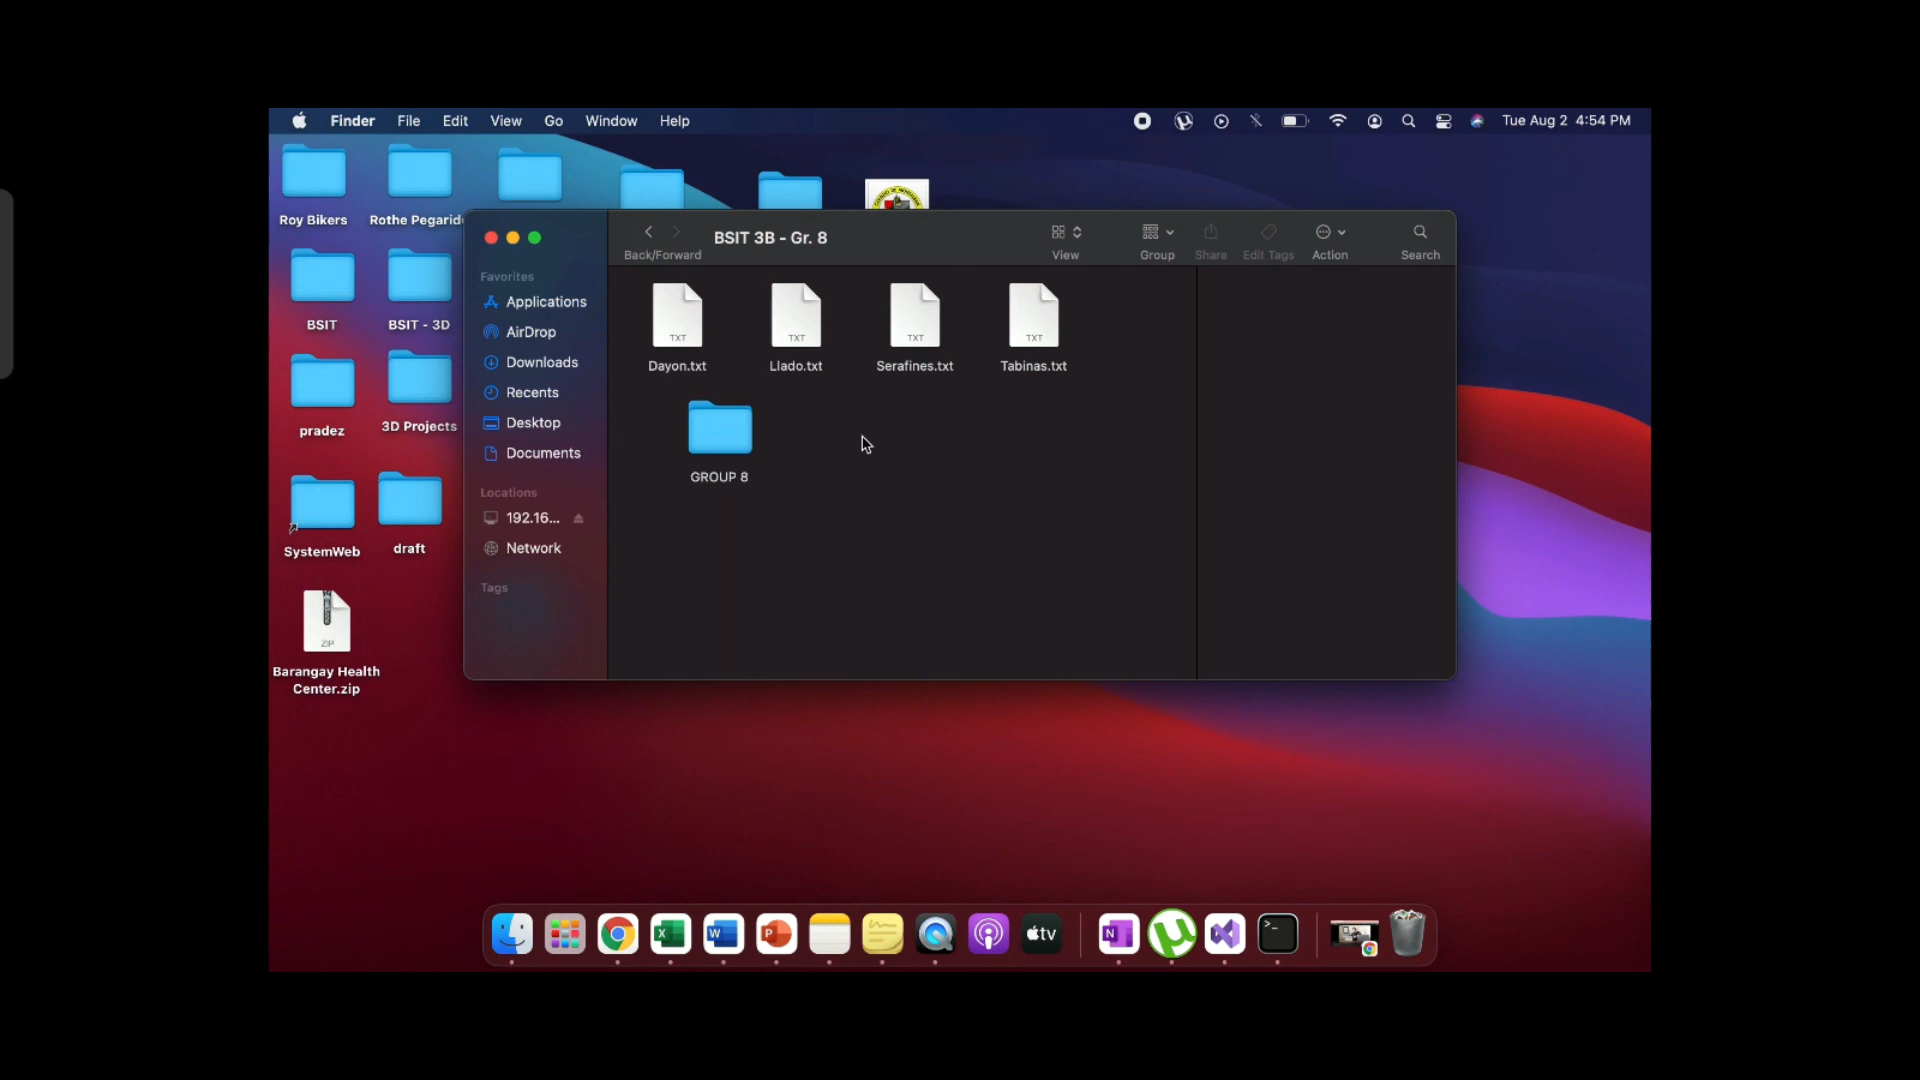 Finder File Edit View Go Window Help Tue Aug 2 4:54 PM
Roy Bikers
Rothe Pegarid
BSIT
BSIT - 3D
pradez
3D Projects
SystemWeb
draft
ZIP
Barangay Health
Center.zip
Favorites
Applications
AirDrop
Downloads
Recents
Desktop
Documents
Locations
192.16...
Network
Tags
Back/Forward
BSIT 3B - Gr. 8
View
Group
Share
Edit Tags
Action
Search
TXT
Dayon.txt
TXT
Llado.txt
TXT
Serafines.txt
TXT
Tabinas.txt
GROUP 8
tv